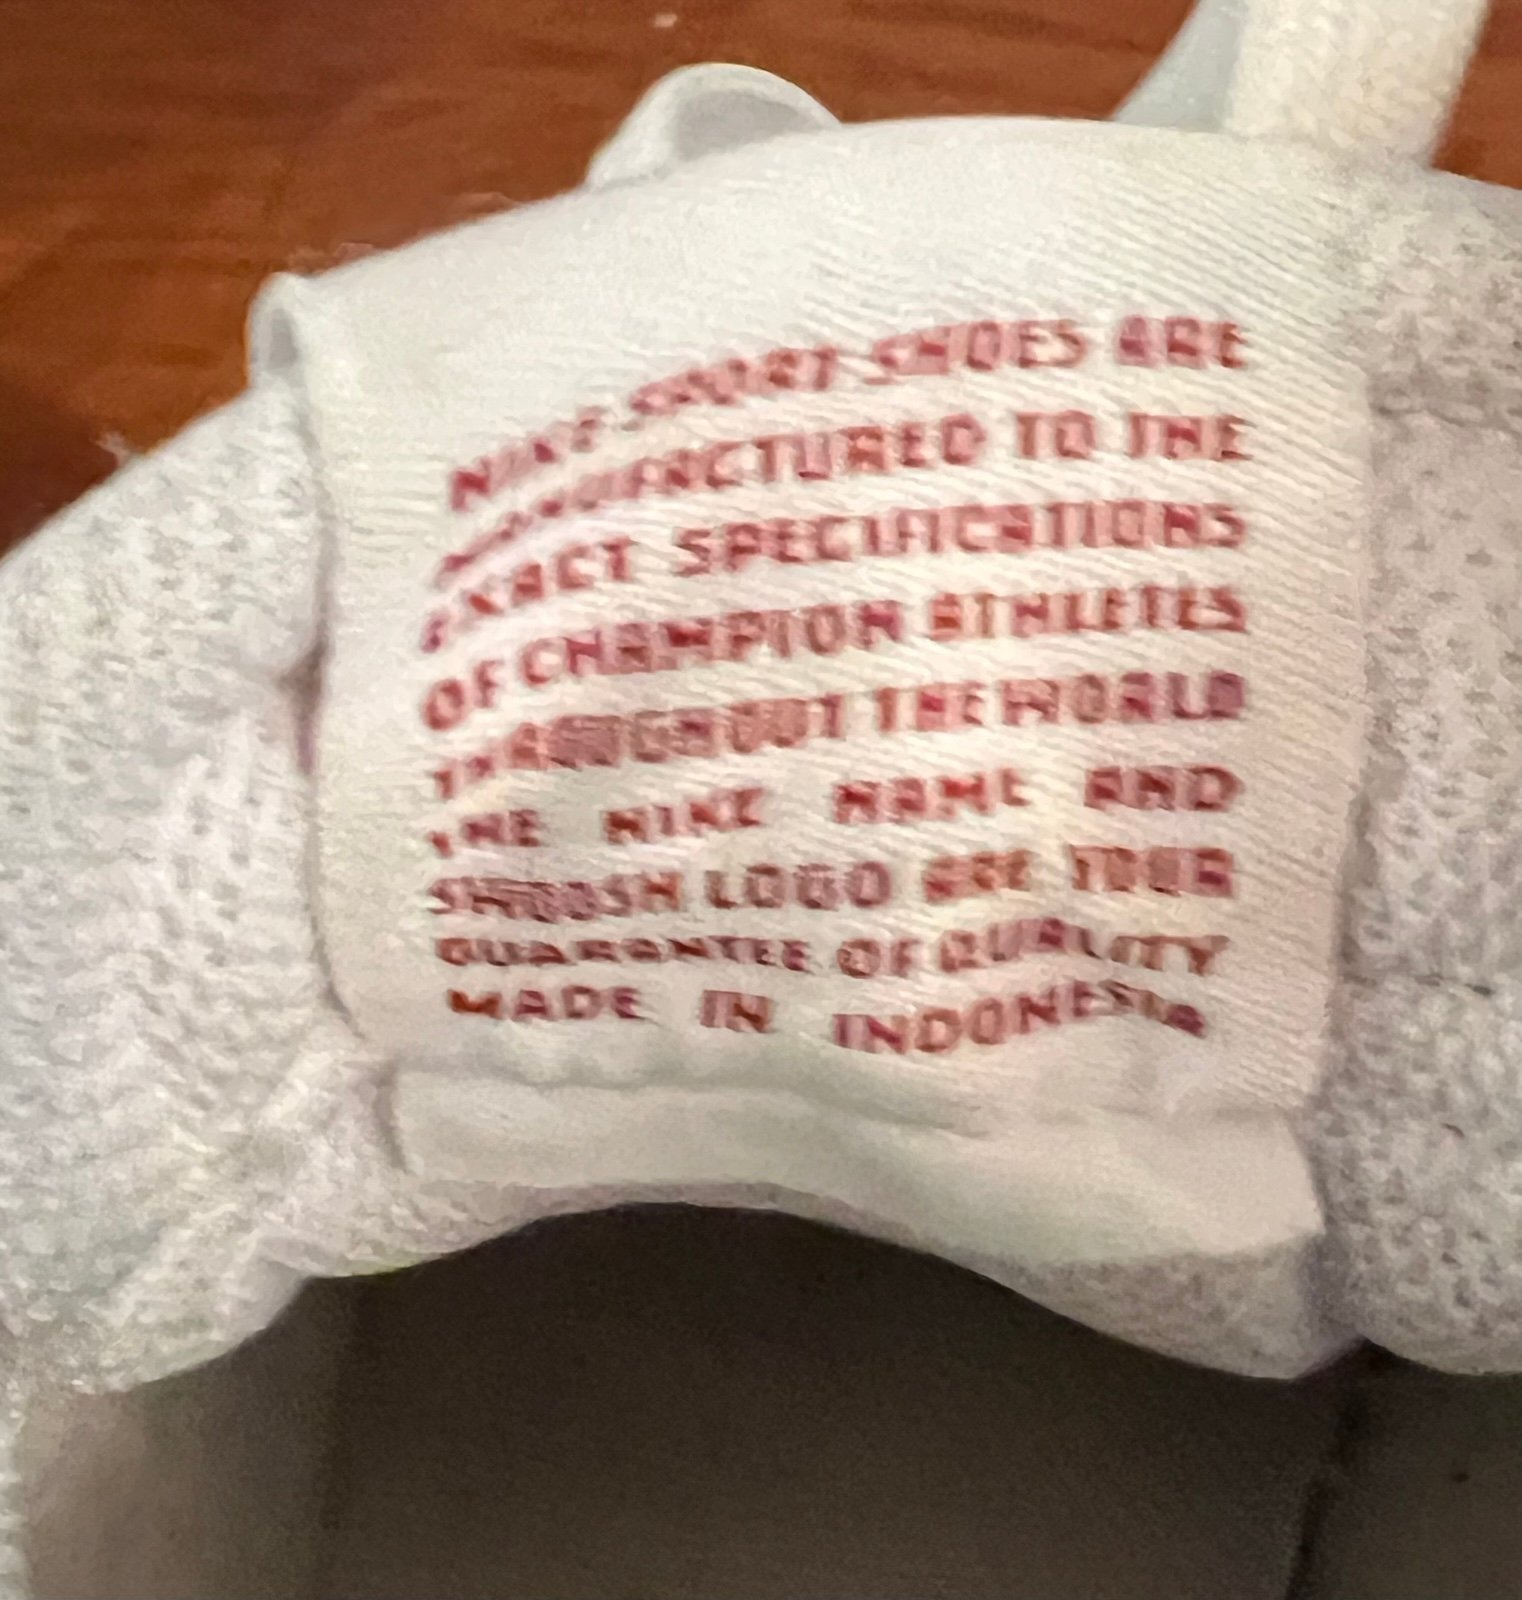 NIKE SPORT SHOES ARE
MANUFACTURED TO THE
EXACT SPECIFICATIONS
OF CHAMPION ATHLETES
THROUGHOUT THE WORLD
THE NIKE NAME AND
SWOOSH LOGO ARE YOUR
GUARANTEE OF QUALITY
MADE IN INDONESIA